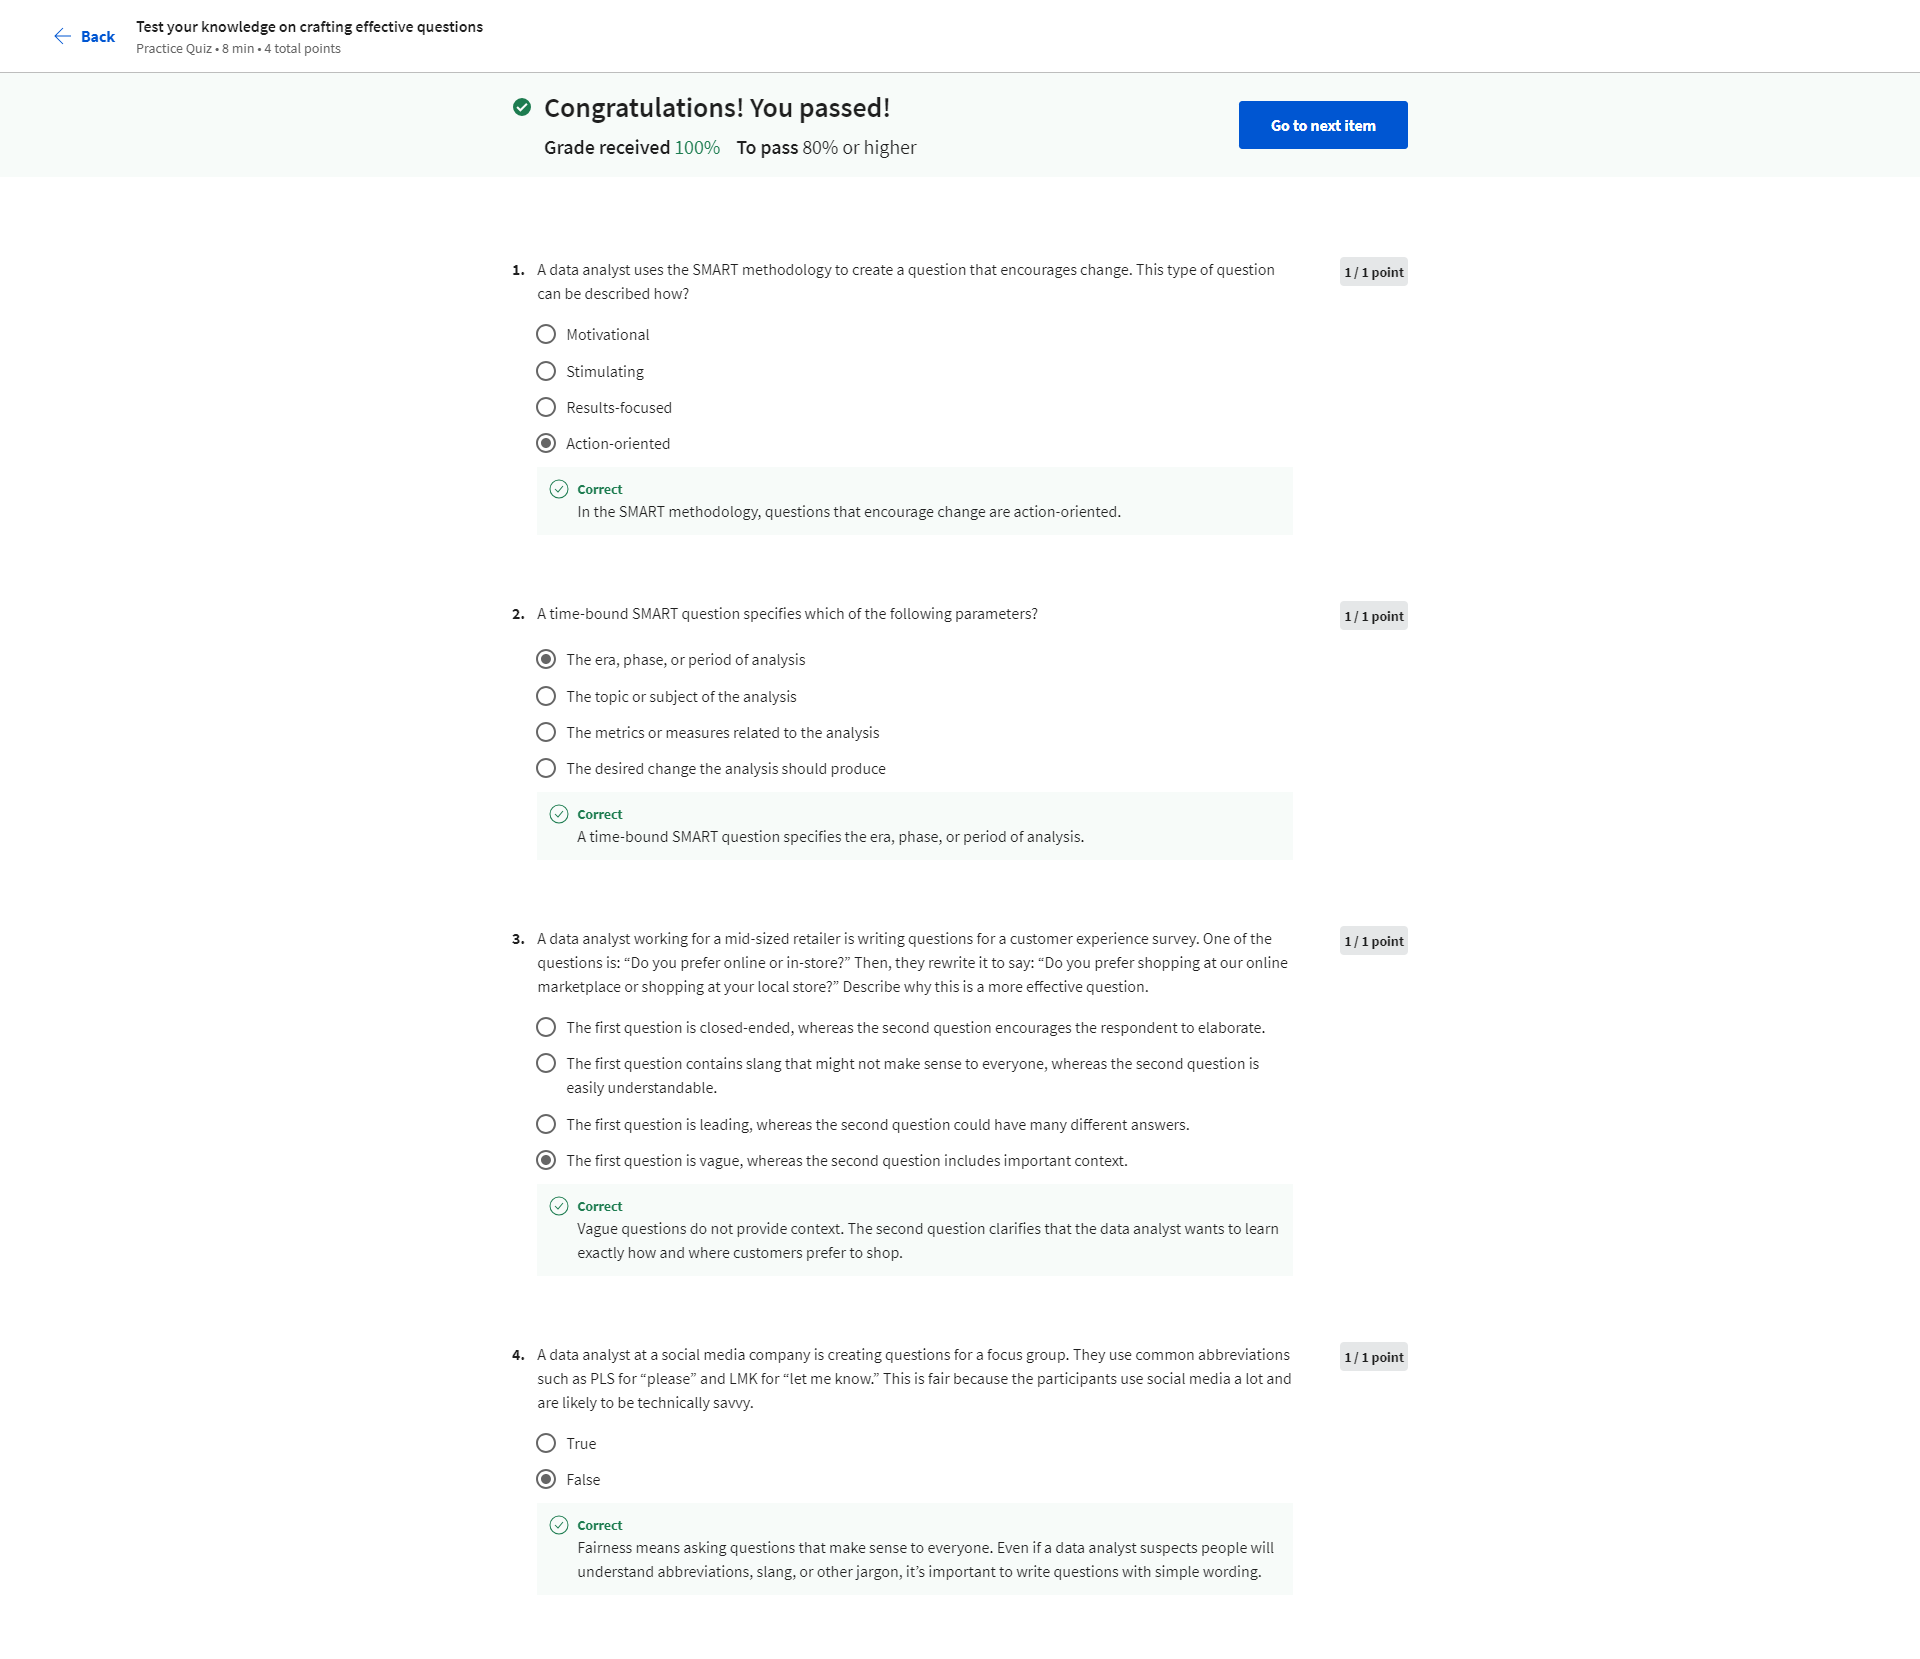 Back
Test your knowledge on crafting effective questions
Practice Quiz • 8 min • 4 total points
Congratulations! You passed!
Grade received 100% To pass 80% or higher
Go to next item
1. A data analyst uses the SMART methodology to create a question that encourages change. This type of question
can be described how?
1 / 1 point
Motivational
Stimulating
Results-focused
Action-oriented
Correct
In the SMART methodology, questions that encourage change are action-oriented.
2. A time-bound SMART question specifies which of the following parameters?
1 / 1 point
The era, phase, or period of analysis
The topic or subject of the analysis
The metrics or measures related to the analysis
The desired change the analysis should produce
Correct
A time-bound SMART question specifies the era, phase, or period of analysis.
3. A data analyst working for a mid-sized retailer is writing questions for a customer experience survey. One of the
questions is: “Do you prefer online or in-store?” Then, they rewrite it to say: “Do you prefer shopping at our online
marketplace or shopping at your local store?” Describe why this is a more effective question.
1 / 1 point
The first question is closed-ended, whereas the second question encourages the respondent to elaborate.
The first question contains slang that might not make sense to everyone, whereas the second question is
easily understandable.
The first question is leading, whereas the second question could have many different answers.
The first question is vague, whereas the second question includes important context.
Correct
Vague questions do not provide context. The second question clarifies that the data analyst wants to learn
exactly how and where customers prefer to shop.
4. A data analyst at a social media company is creating questions for a focus group. They use common abbreviations
such as PLS for “please” and LMK for “let me know.” This is fair because the participants use social media a lot and
are likely to be technically savvy.
1 / 1 point
True
False
Correct
Fairness means asking questions that make sense to everyone. Even if a data analyst suspects people will
understand abbreviations, slang, or other jargon, it’s important to write questions with simple wording.